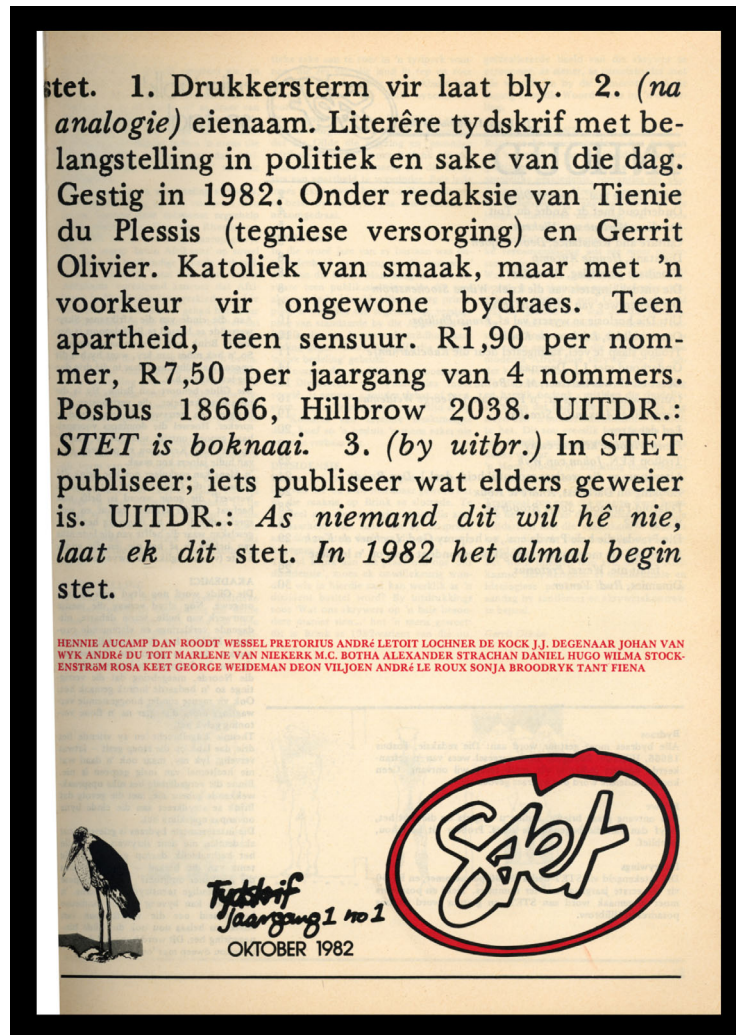 stet. 1. Drukkersterm vir laat bly. 2. (na
analogie) eienaam. Literêre tydskrif met be-
langstelling in politiek en sake van die dag.
Gestig in 1982. Onder redaksie van Tienie
du Plessis (tegniese versorging) en Gerrit
Olivier. Katoliek van smaak, maar met 'n
voorkeur vir ongewone bydraes. Teen
apartheid, teen sensuur. R1,90 per nom-
mer, R7,50 per jaargang van 4 nommers.
Posbus 18666, Hillbrow 2038. UITDR.:
STET is boknaai. 3. (by uitbr.) In STET
publiseer; iets publiseer wat elders geweier
is. UITDR.: As niemand dit wil hê nie,
laat ek dit stet. In 1982 het almal begin
stet.
HENNIE AUCAMP DAN ROODT WESSEL PRETORIUS ANDRé LETOIT LOCHNER DE KOCK J.J. DEGENAAR JOHAN VAN
WYK ANDRé DU TOIT MARLENE VAN NIEKERK M.C. BOTHA ALEXANDER STRACHAN DANIEL HUGO WILMA STOCK-
ENSTRöM ROSA KEET GEORGE WEIDEMAN DEON VILJOEN ANDRé LE ROUX SONJA BROODRYK TANT FIENA
Stet
Tydskrif
Jaargang 1 no 1
OKTOBER 1982